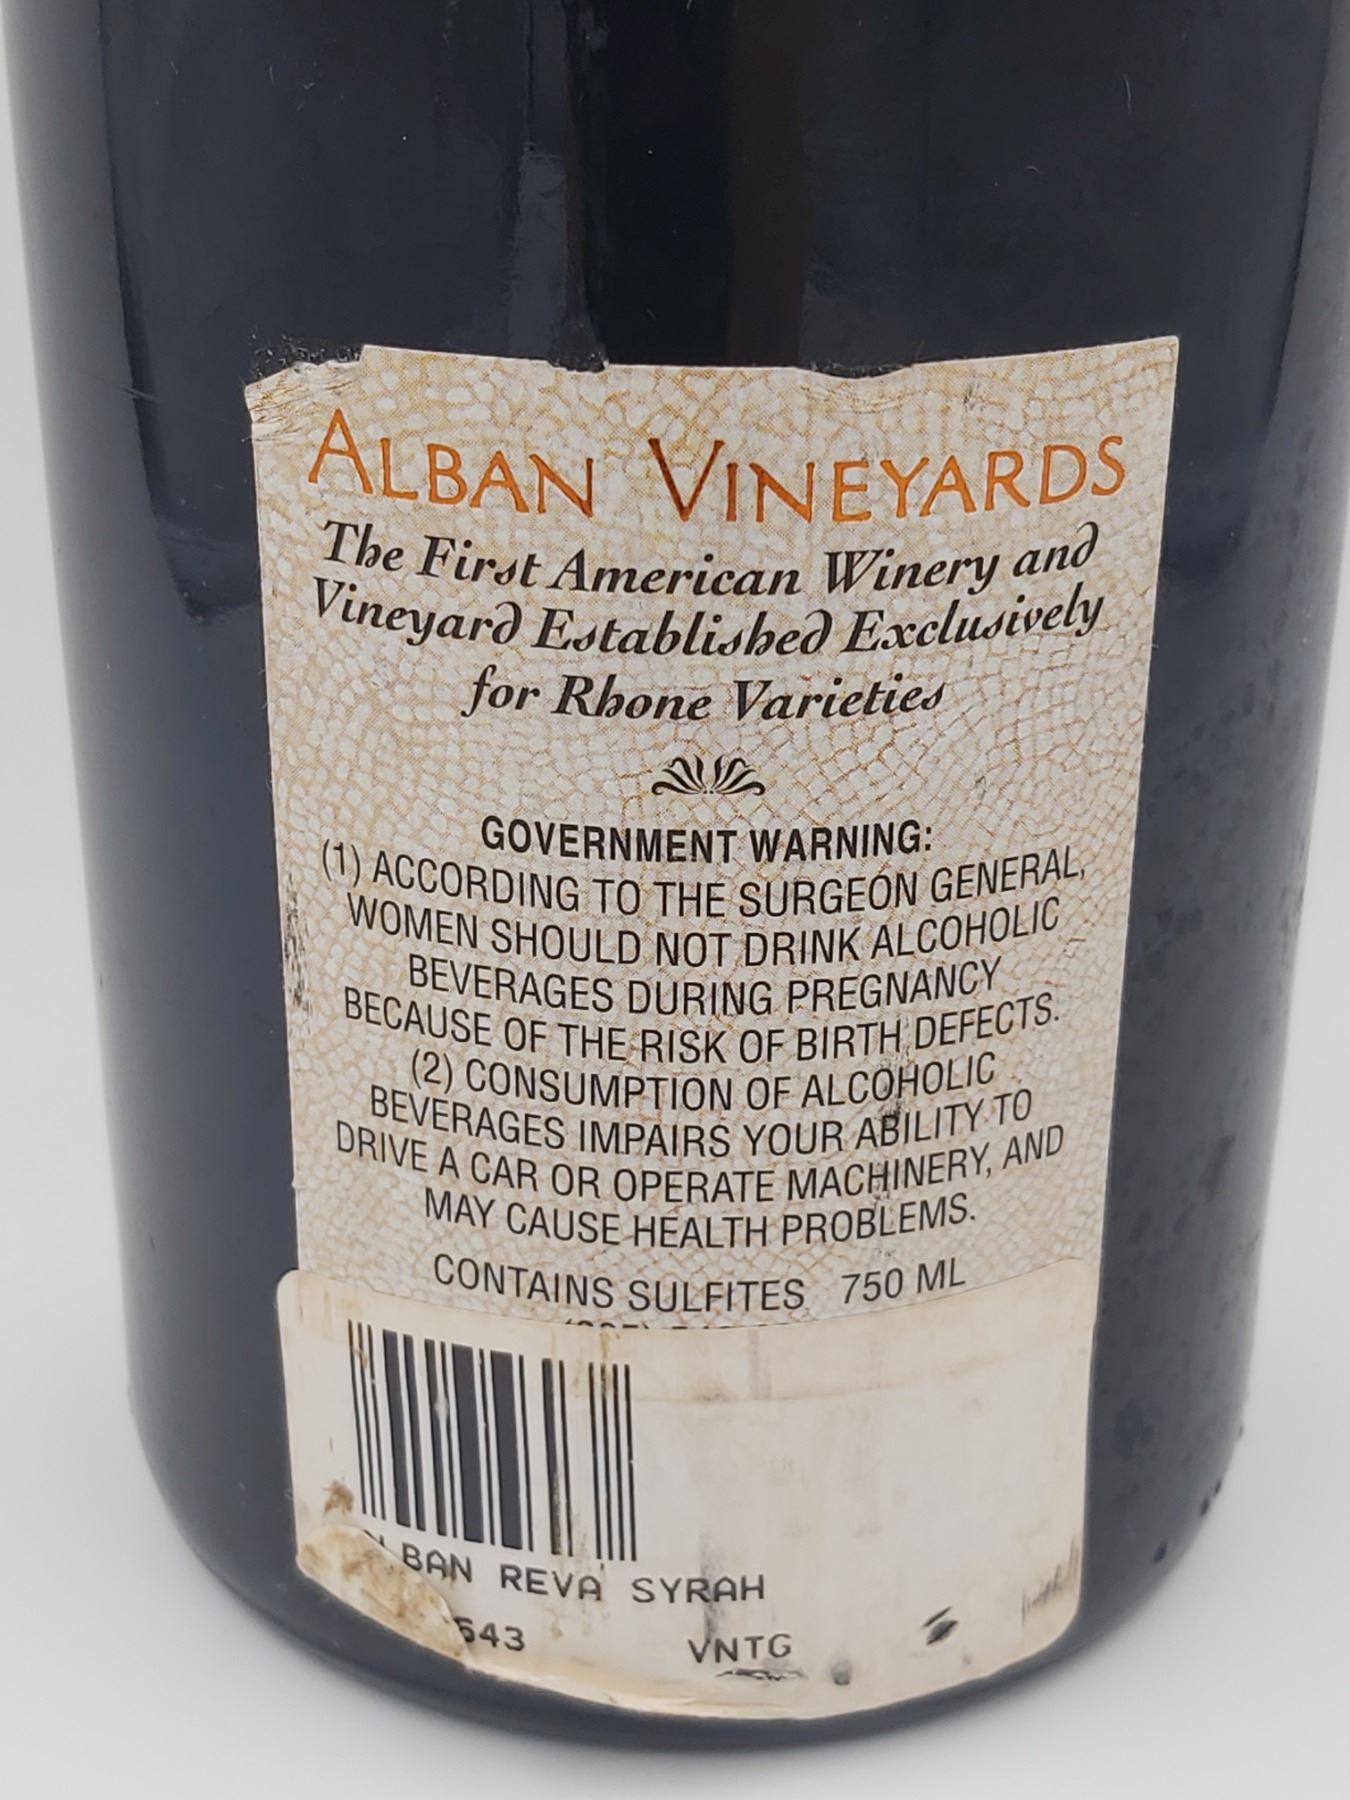 ALBAN VINEYARDS
The First American Winery and
Vineyard Established Exclusively
for Rhone Varieties
GOVERNMENT WARNING:
(1) ACCORDING TO THE SURGEON GENERAL,
WOMEN SHOULD NOT DRINK ALCOHOLIC
BEVERAGES DURING PREGNANCY
BECAUSE OF THE RISK OF BIRTH DEFECTS.
(2) CONSUMPTION OF ALCOHOLIC
BEVERAGES IMPAIRS YOUR ABILITY TO
DRIVE A CAR OR OPERATE MACHINERY, AND
MAY CAUSE HEALTH PROBLEMS.
CONTAINS SULFITES 750 ML
ALBAN REVA SYRAH
VNTG